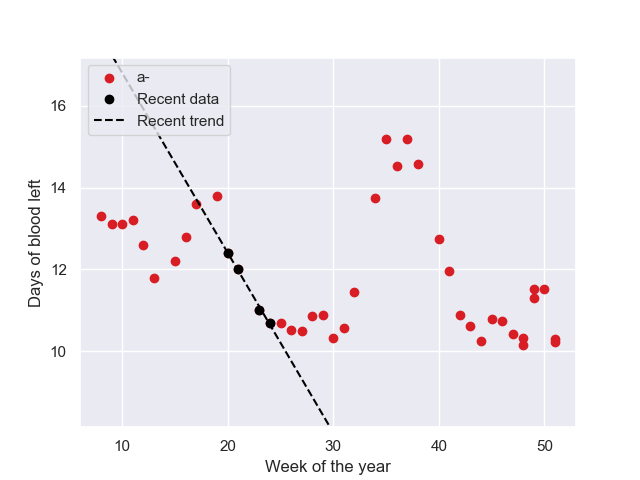 a-
Recent data
Recent trend
16
14
12
10
Days of blood left
10 20 30 40 50
Week of the year